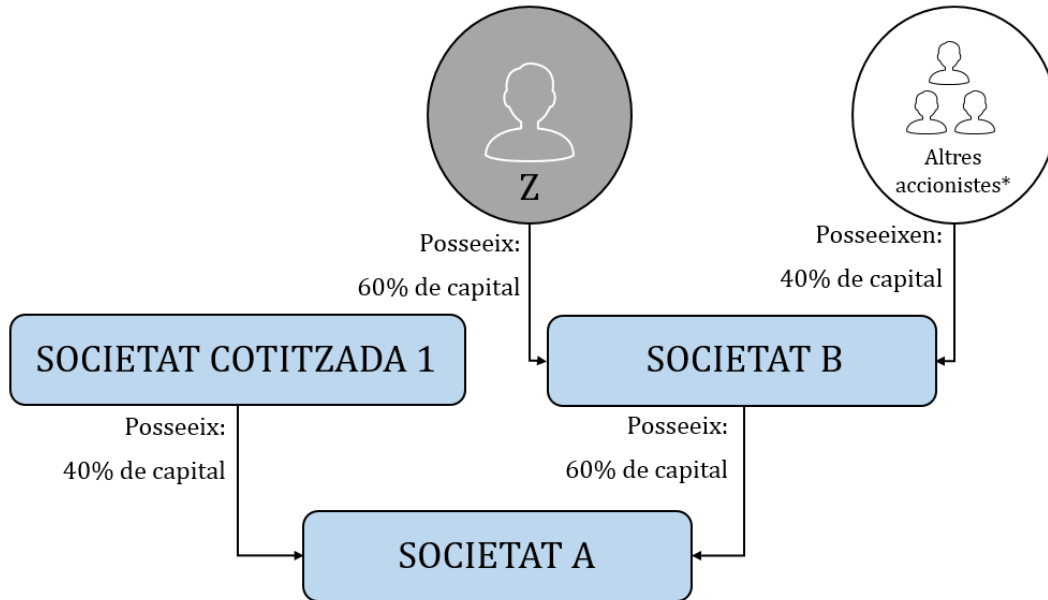 Z
Altres
accionistes*
Posseeix:
60% de capital
Posseeixen:
40% de capital
SOCIETAT COTITZADA 1
SOCIETAT B
Posseeix:
40% de capital
Posseeix:
60% de capital
SOCIETAT A